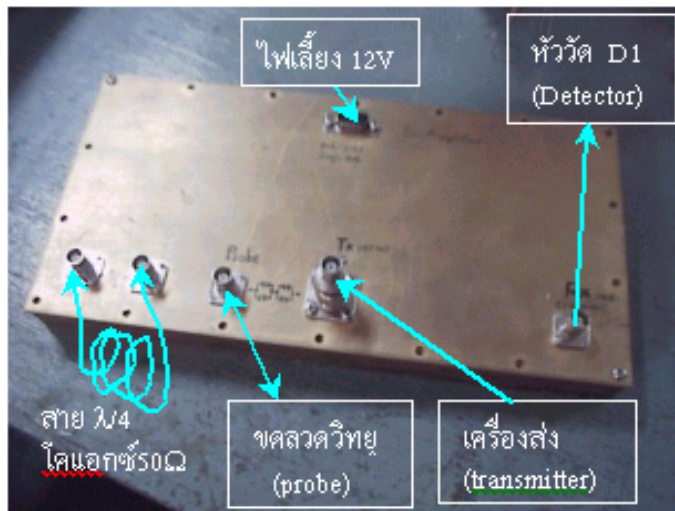 ไฟเลี้ยง 12V
หัววัด D1
(Detector)
Probe
สาย λ/4
โคแอกซ์50Ω
ขดลวดวิทยุ
(probe)
เครื่องส่ง
(transmitter)